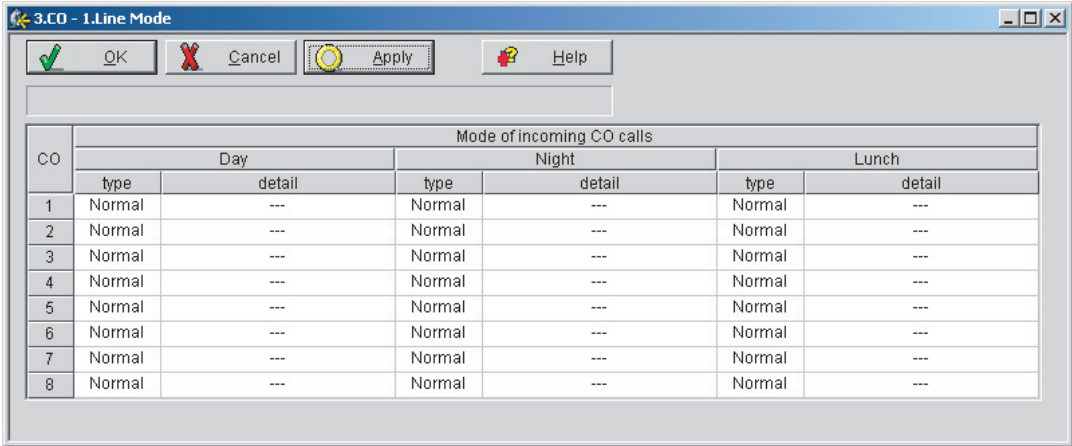 3.CO - 1.Line Mode
OK Cancel Apply Help
Mode of incoming CO calls
CO Day Night Lunch
type detail type detail type detail
1 Normal --- Normal --- Normal ---
2 Normal --- Normal --- Normal ---
3 Normal --- Normal --- Normal ---
4 Normal --- Normal --- Normal ---
5 Normal --- Normal --- Normal ---
6 Normal --- Normal --- Normal ---
7 Normal --- Normal --- Normal ---
8 Normal --- Normal --- Normal ---